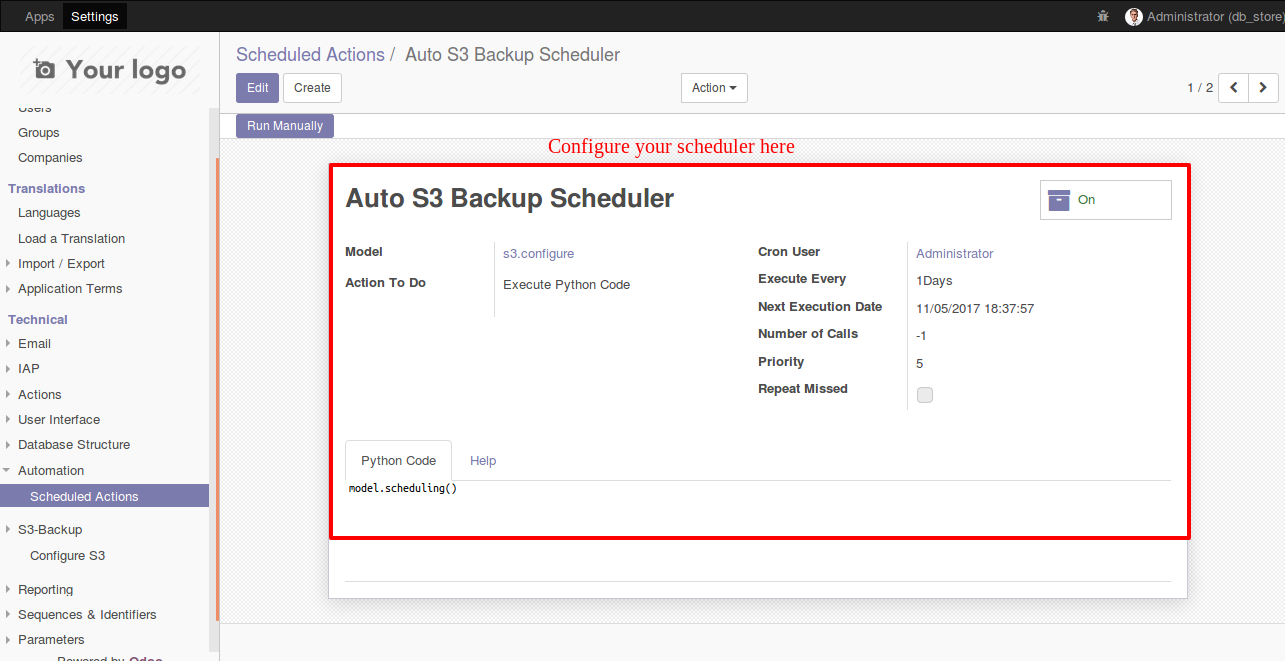 Apps Settings Administrator (db_store)
Your logo
Users
Groups
Companies
Translations
Languages
Load a Translation
Import / Export
Application Terms
Technical
Email
IAP
Actions
User Interface
Database Structure
Automation
Scheduled Actions
S3-Backup
Configure S3
Reporting
Sequences & Identifiers
Parameters
Powered by Odoo
Scheduled Actions / Auto S3 Backup Scheduler
Edit Create Action 1 / 2
Run Manually
Configure your scheduler here
Auto S3 Backup Scheduler
On
Model s3.configure
Action To Do Execute Python Code
Cron User Administrator
Execute Every 1Days
Next Execution Date 11/05/2017 18:37:57
Number of Calls -1
Priority 5
Repeat Missed
Python Code Help
model.scheduling()